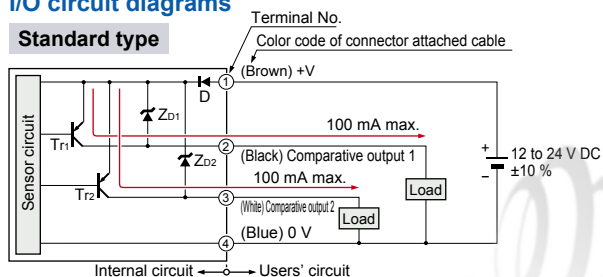 I/O circuit diagrams
Standard type
Terminal No.
Color code of connector attached cable
1 (Brown) +V
D
ZD1
100 mA max.
Tr1
2 (Black) Comparative output 1
ZD2
100 mA max.
Tr2
3 (White) Comparative output 2
Load
Load
4 (Blue) 0 V
Sensor circuit
+
−
12 to 24 V DC
±10 %
Internal circuit Users' circuit